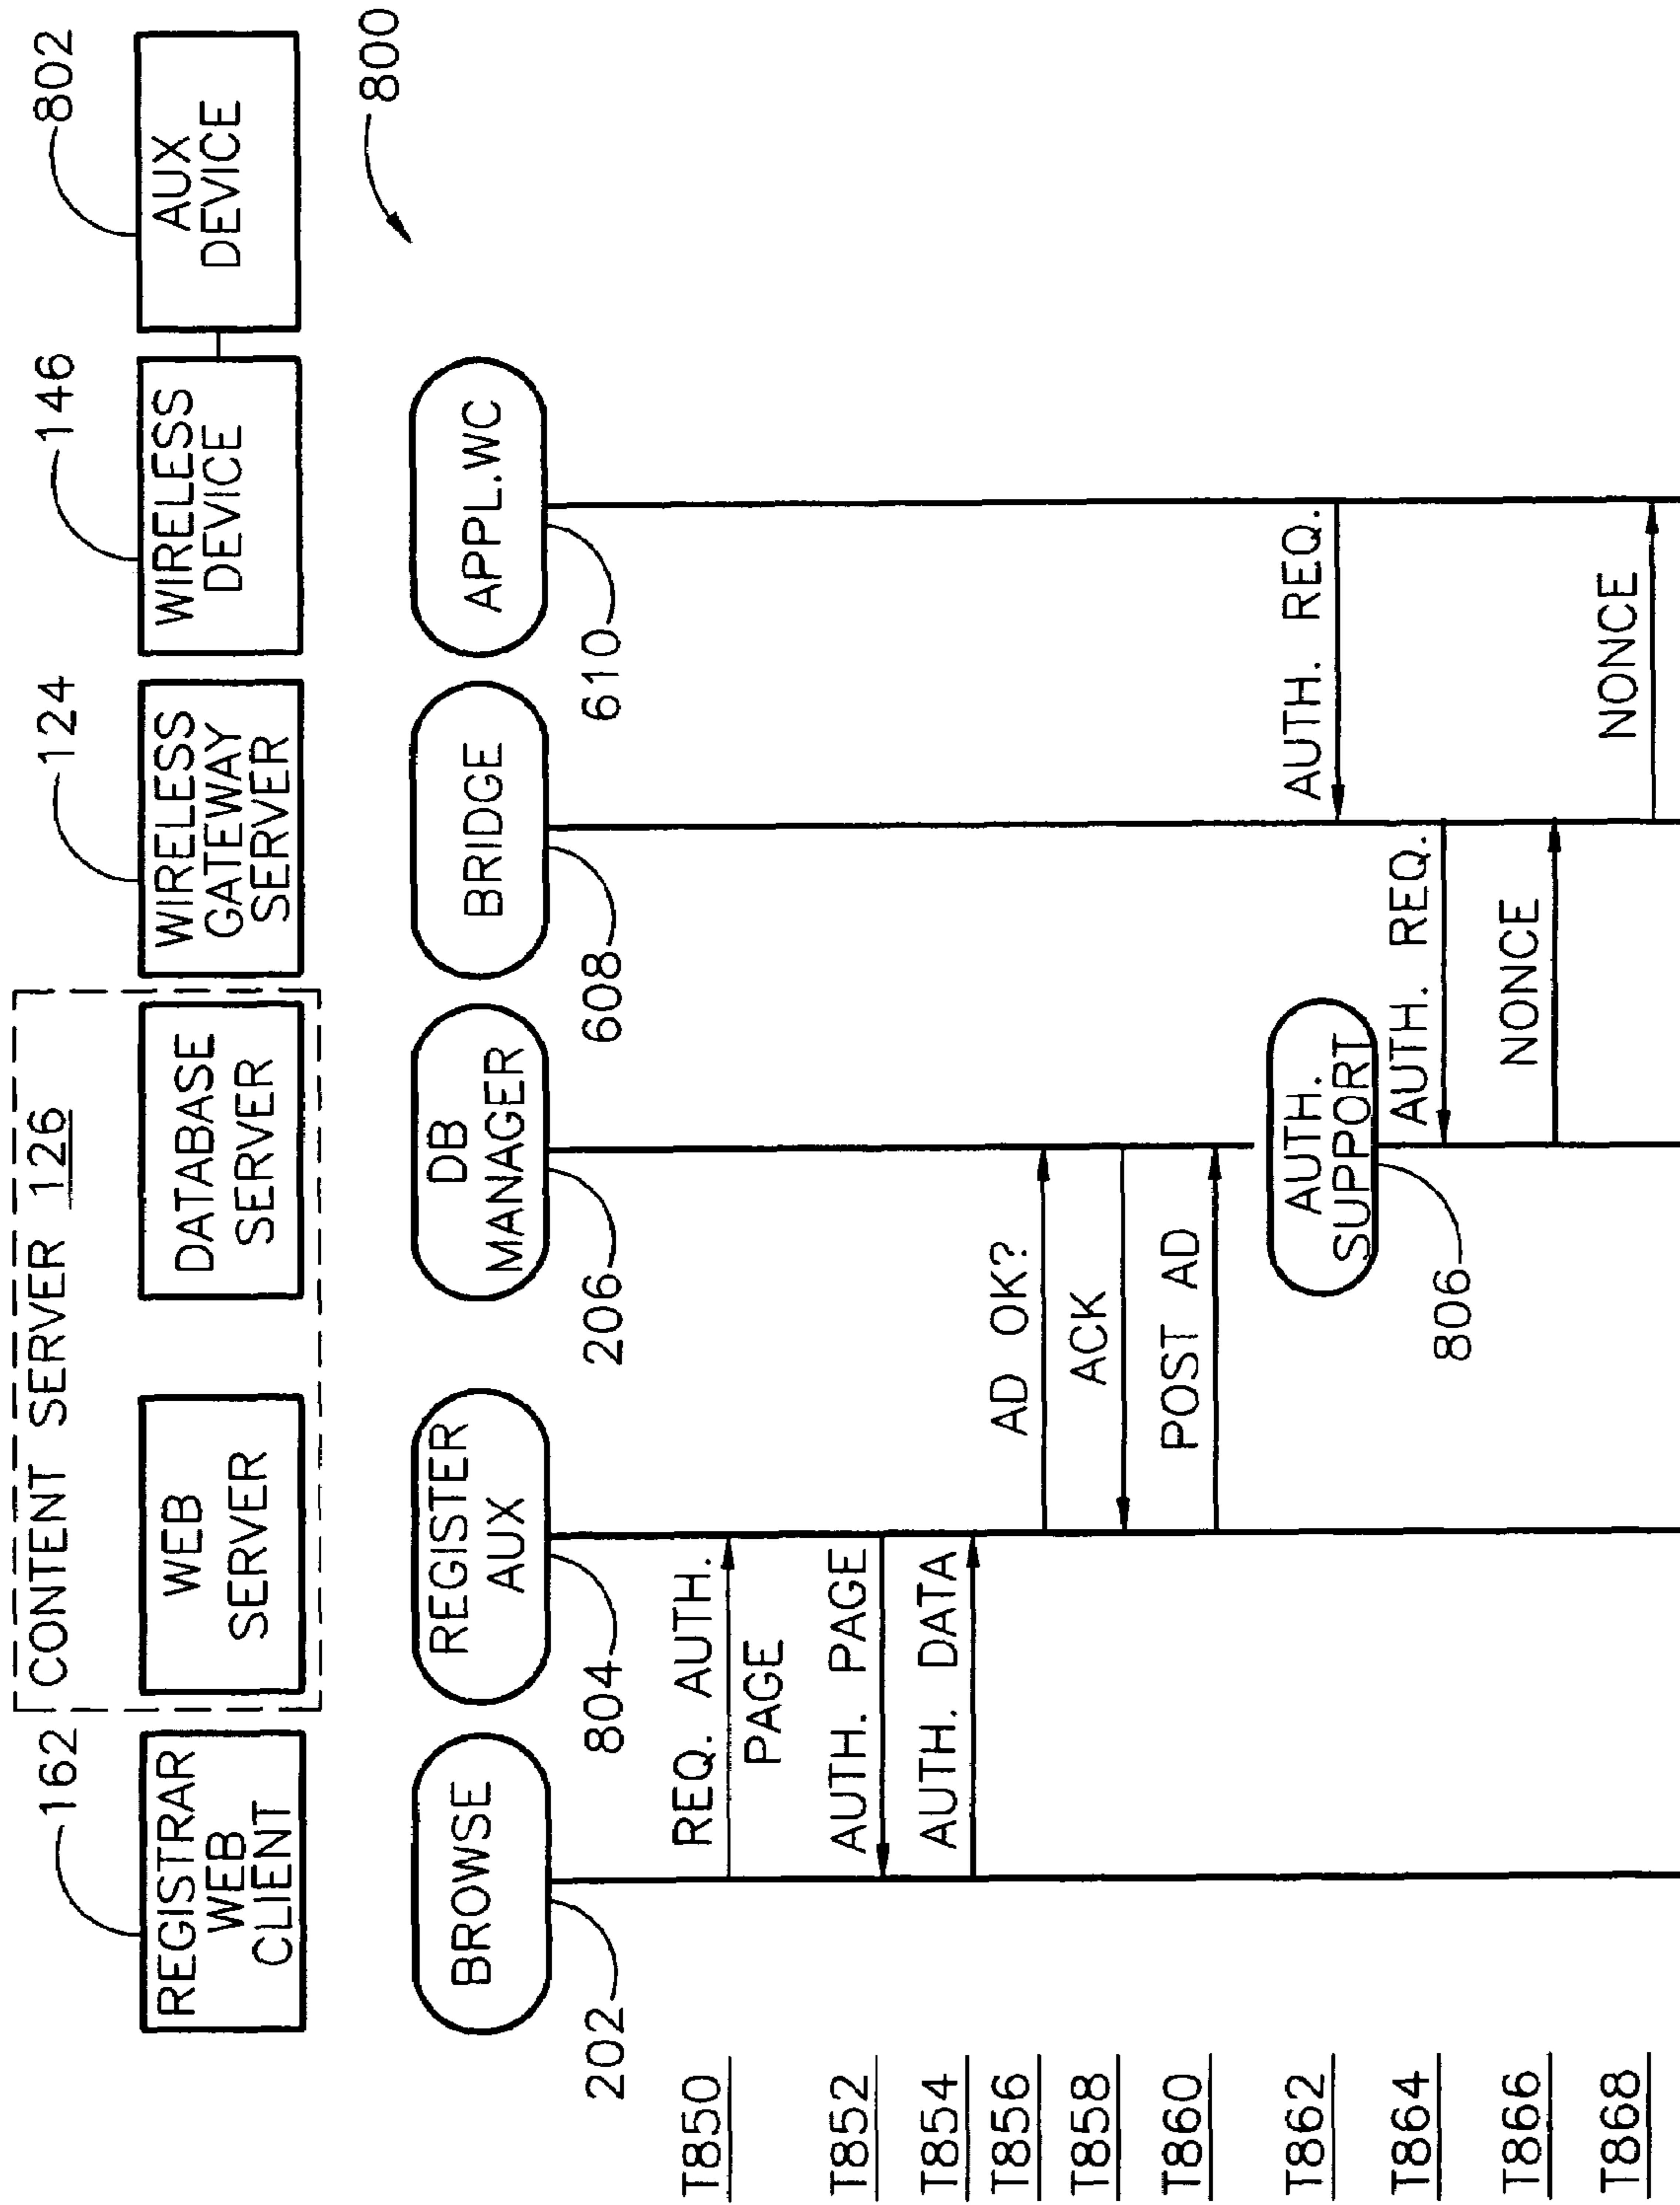 CONTENT SERVER 126
162
124
146
802
REGISTRAR
WEB
CLIENT
WEB
SERVER
DATABASE
SERVER
WIRELESS
GATEWAY
SERVER
WIRELESS
DEVICE
AUX
DEVICE
800
BROWSE
REGISTER
AUX
DB
MANAGER
BRIDGE
APPL.WC
202
804
206
608
610
T850
REQ. AUTH.
PAGE
T852
AUTH. PAGE
T854
AUTH. DATA
T856
AD OK?
T858
ACK
T860
POST AD
T862
AUTH.
SUPPORT
AUTH. REQ.
T864
806
AUTH. REQ.
T866
NONCE
T868
NONCE